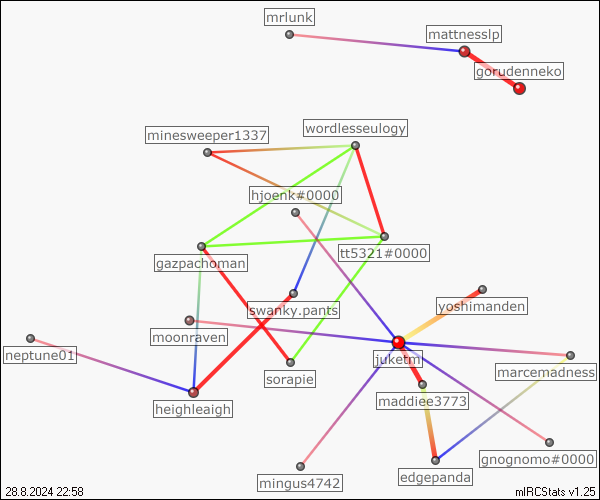 mrlunk
mattnesslp
gorudenneko
wordlesseulogy
minesweeper1337
hjoenk#0000
tt5321#0000
gazpachoman
swanky.pants
yoshimanden
moonraven
neptune01
juketm
marcemadness
sorapie
maddiee3773
heighleaigh
gnognomo#0000
edgepanda
mingus4742
28.8.2024 22:58
mIRCStats v1.25